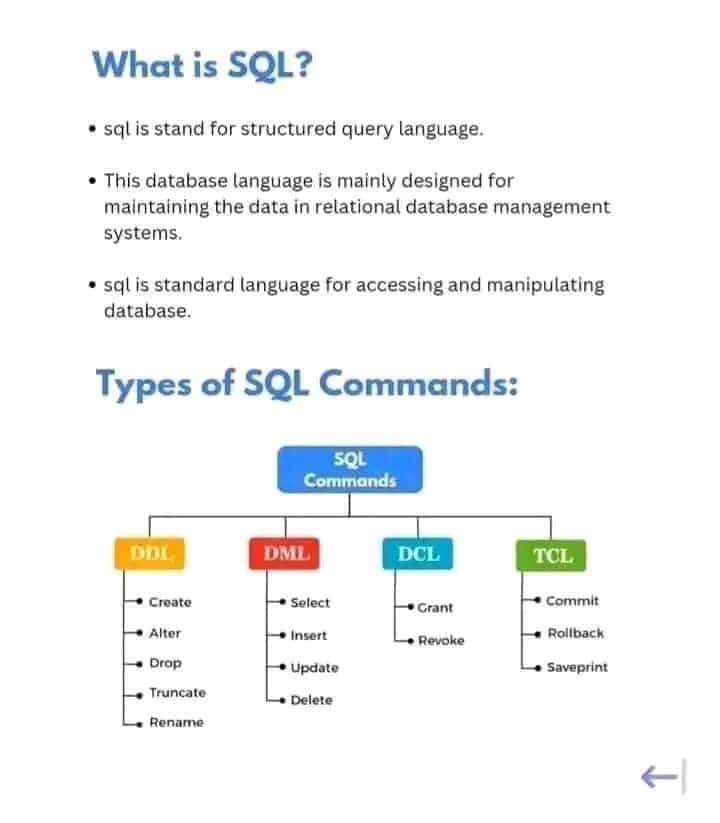 What is SQL?
• sql is stand for structured query language.
• This database language is mainly designed for
maintaining the data in relational database management
systems.
• sql is standard language for accessing and manipulating
database.
Types of SQL Commands:
SQL
Commands
DDL
Create
Alter
Drop
Truncate
Rename
DML
Select
Insert
Update
Delete
DCL
Grant
Revoke
TCL
Commit
Rollback
Saveprint